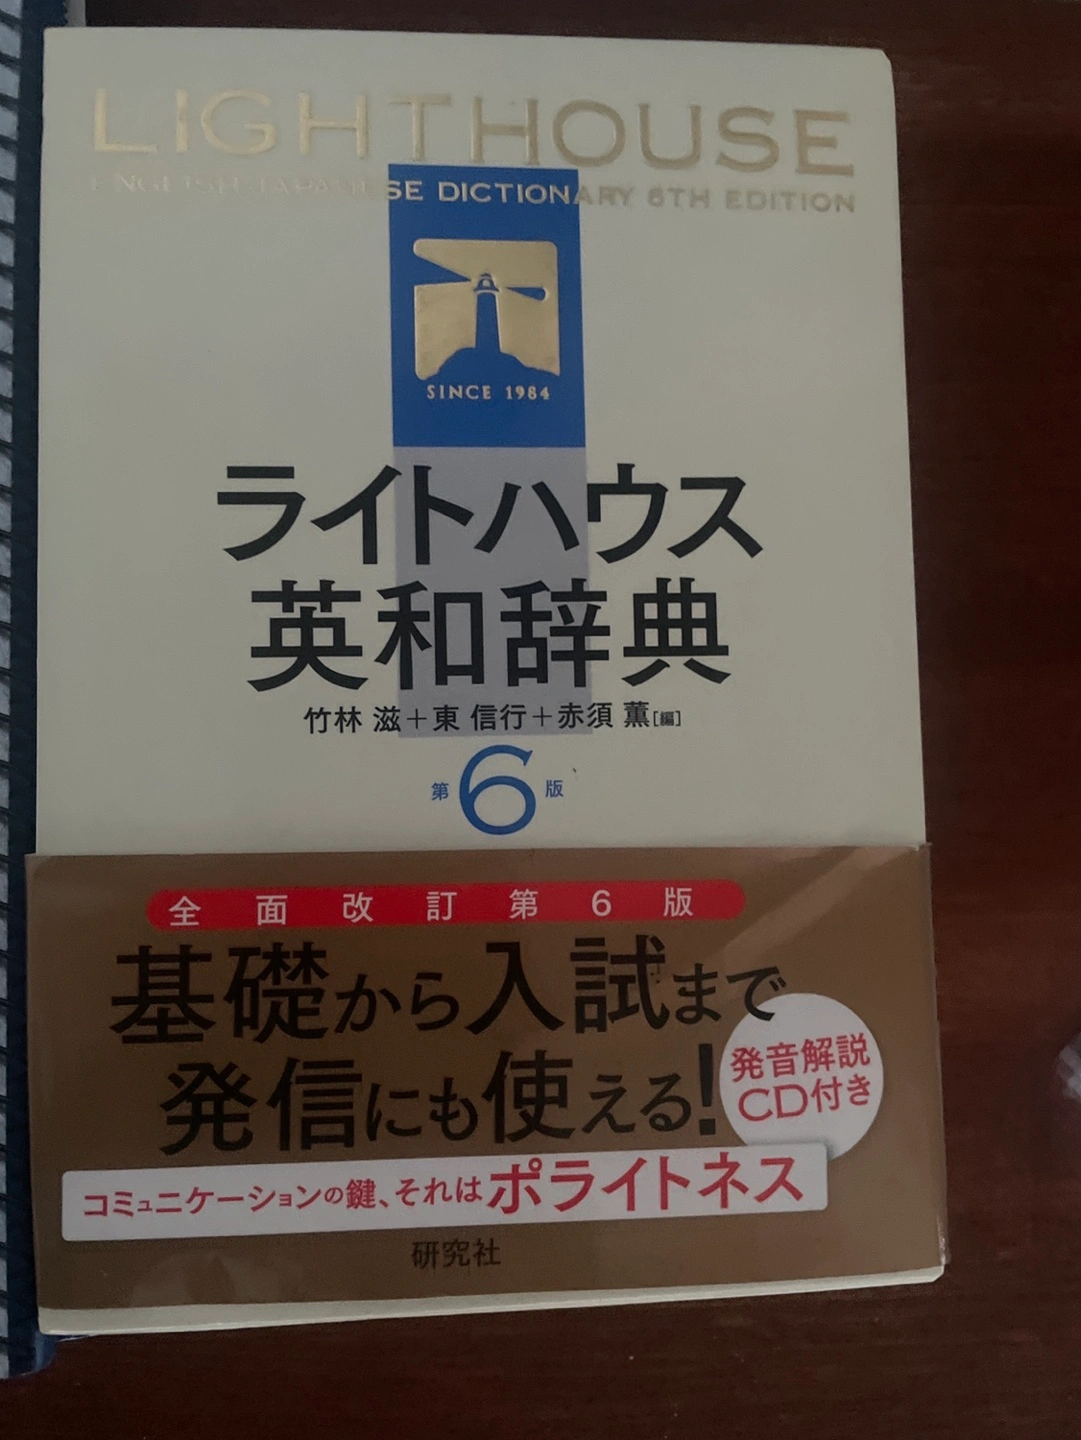 LIGHTHOUSE
ENGLISH-JAPANESE DICTIONARY 6TH EDITION
SINCE 1984
ライトハウス
英和辞典
竹林 滋+東 信行+赤須 薫[編]
第6版
全面改訂第6版
基礎から入試まで
発信にも使える!
発音解説
CD付き
コミュニケーションの鍵、それはポライトネス
研究社